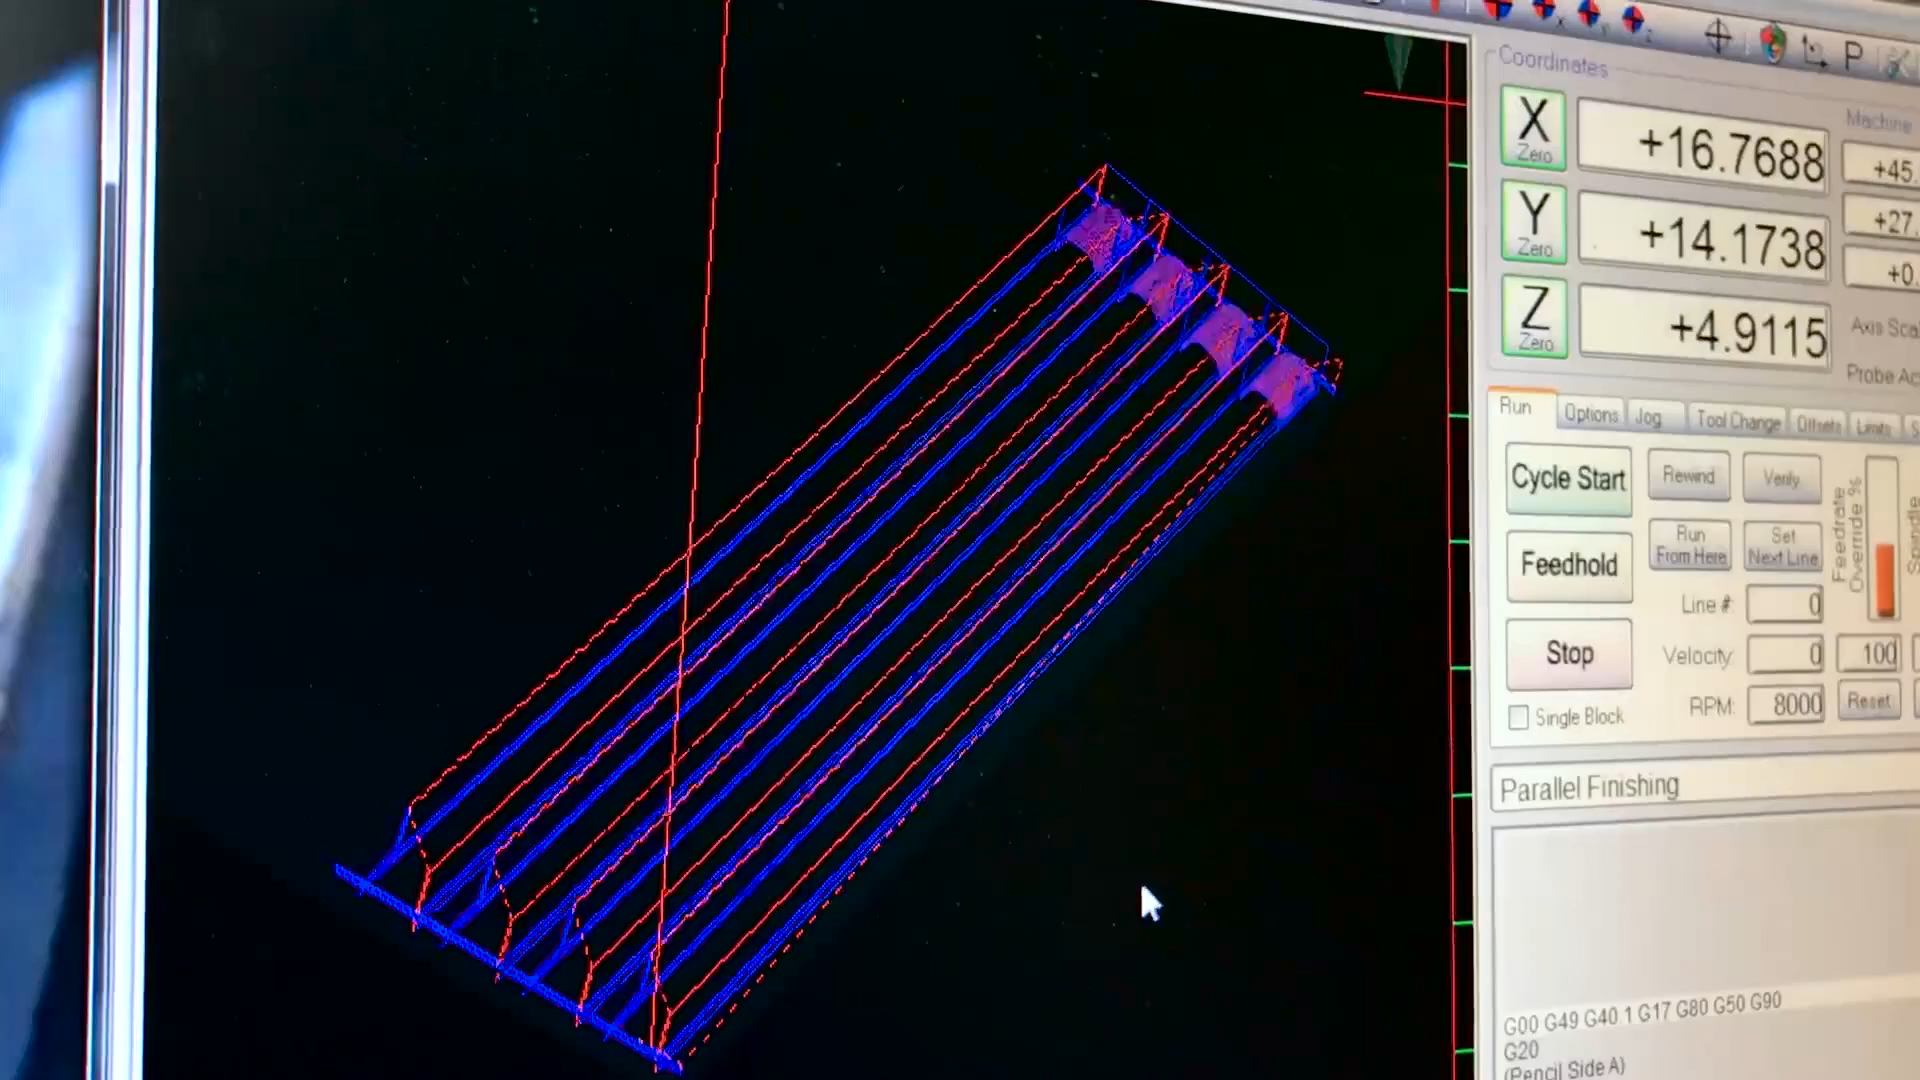 P
Coordinates
Machine
X
Zero
+16.7688
+45.
Y
Zero
+14.1738
+27.
Z
Zero
+4.9115
+0.
Probe
Run Options Jog Tool Change Offsets Limits
Cycle Start
Rewind
Verify
Feedhold
Run
From Here
Set
Next Line
Feedrate
Override %
Spindle
Line # 0
Stop
Velocity: 0 100
Single Block
RPM: 8000 Reset
Parallel Finishing
G00 G49 G40.1 G17 G80 G50 G90
G20
(Pencil Side A)